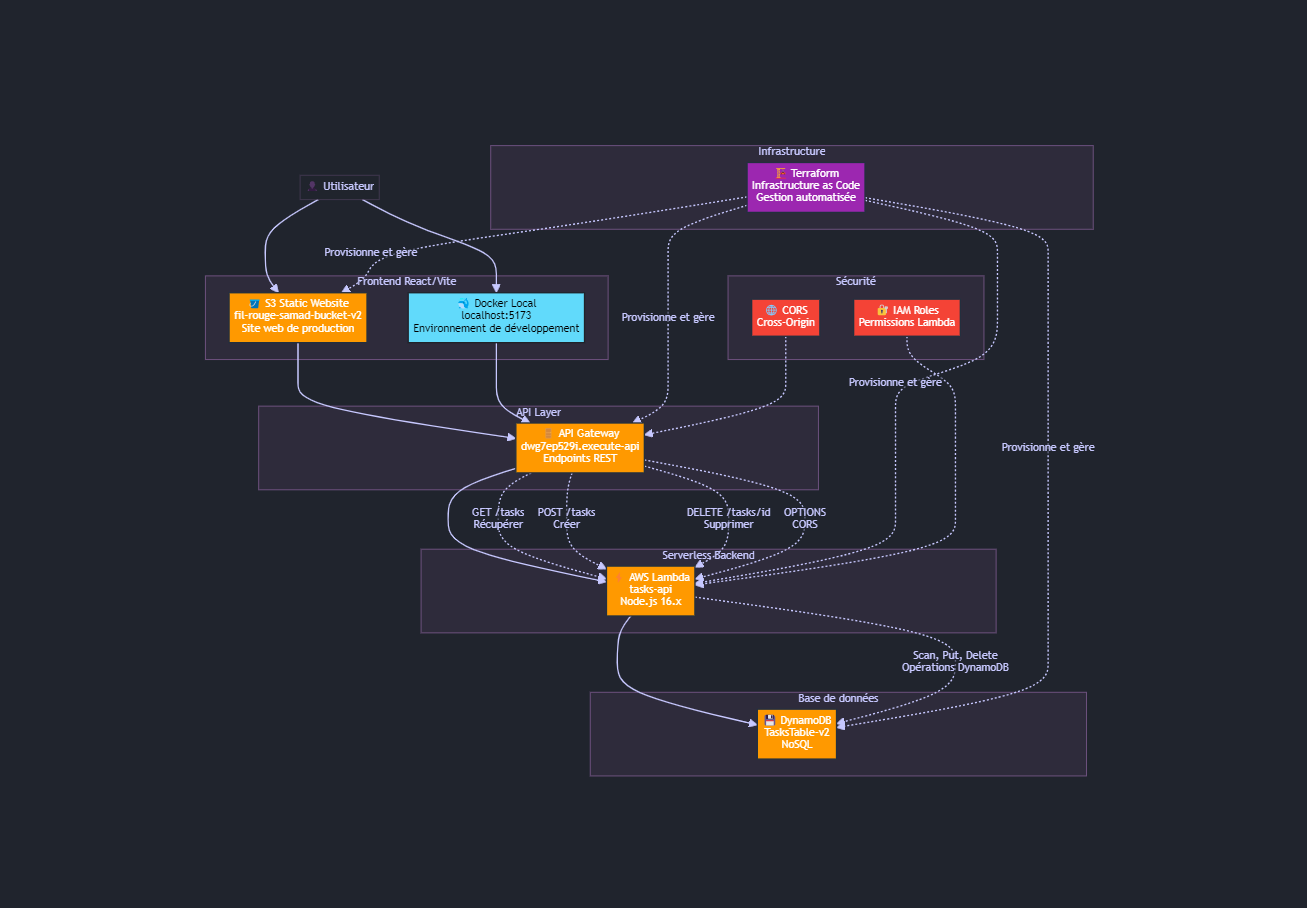 Infrastructure
Terraform
Infrastructure as Code
Gestion automatisée
Utilisateur
Provisionne et gère
Frontend React/Vite
S3 Static Website
fil-rouge-samad-bucket-v2
Site web de production
Docker Local
localhost:5173
Environnement de développement
Provisionne et gère
Sécurité
CORS
Cross-Origin
IAM Roles
Permissions Lambda
Provisionne et gère
Provisionne et gère
API Layer
API Gateway
dwg7ep529i.execute-api
Endpoints REST
GET /tasks
Récupérer
POST /tasks
Créer
DELETE /tasks/id
Supprimer
OPTIONS
CORS
Serverless Backend
AWS Lambda
tasks-api
Node.js 16.x
Scan, Put, Delete
Opérations DynamoDB
Base de données
DynamoDB
TasksTable-v2
NoSQL